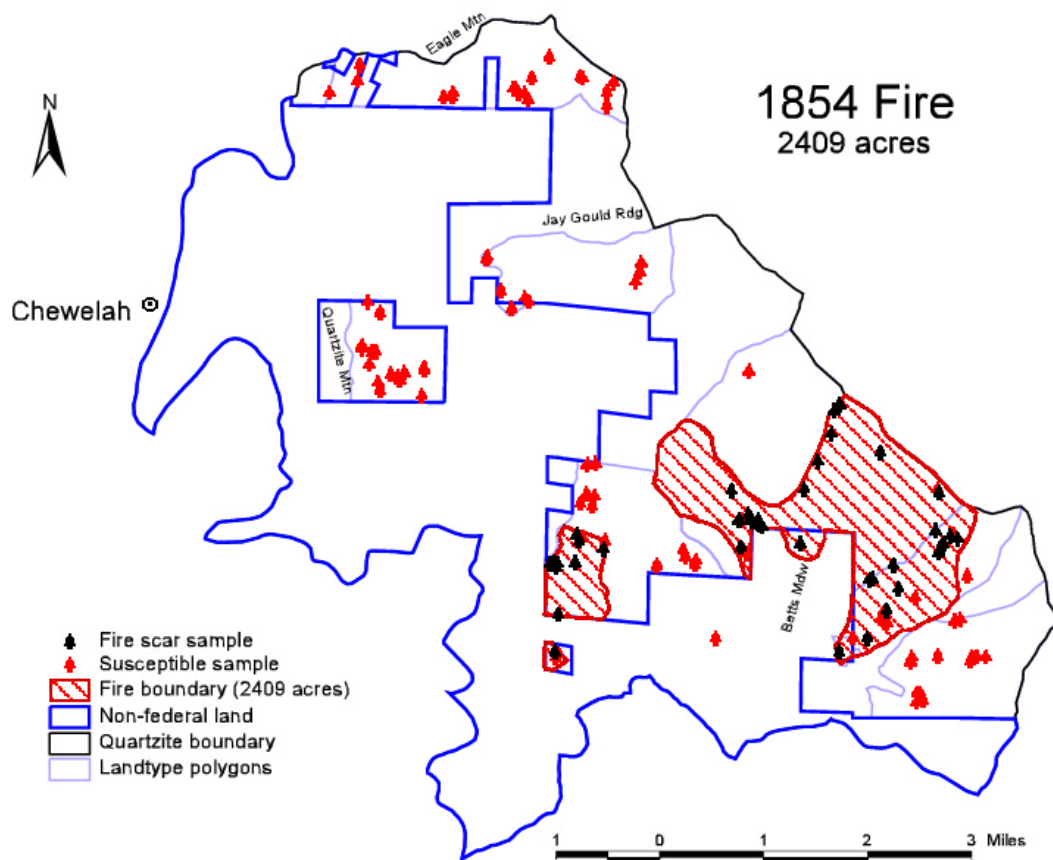 Eagle Mtn
1854 Fire
2409 acres
N
Jay Gould Rdg
Chewelah
Quartzite Mtn
Betts Mdw
Fire scar sample
Susceptible sample
Fire boundary (2409 acres)
Non-federal land
Quartzite boundary
Landtype polygons
1 0 1 2 3 Miles